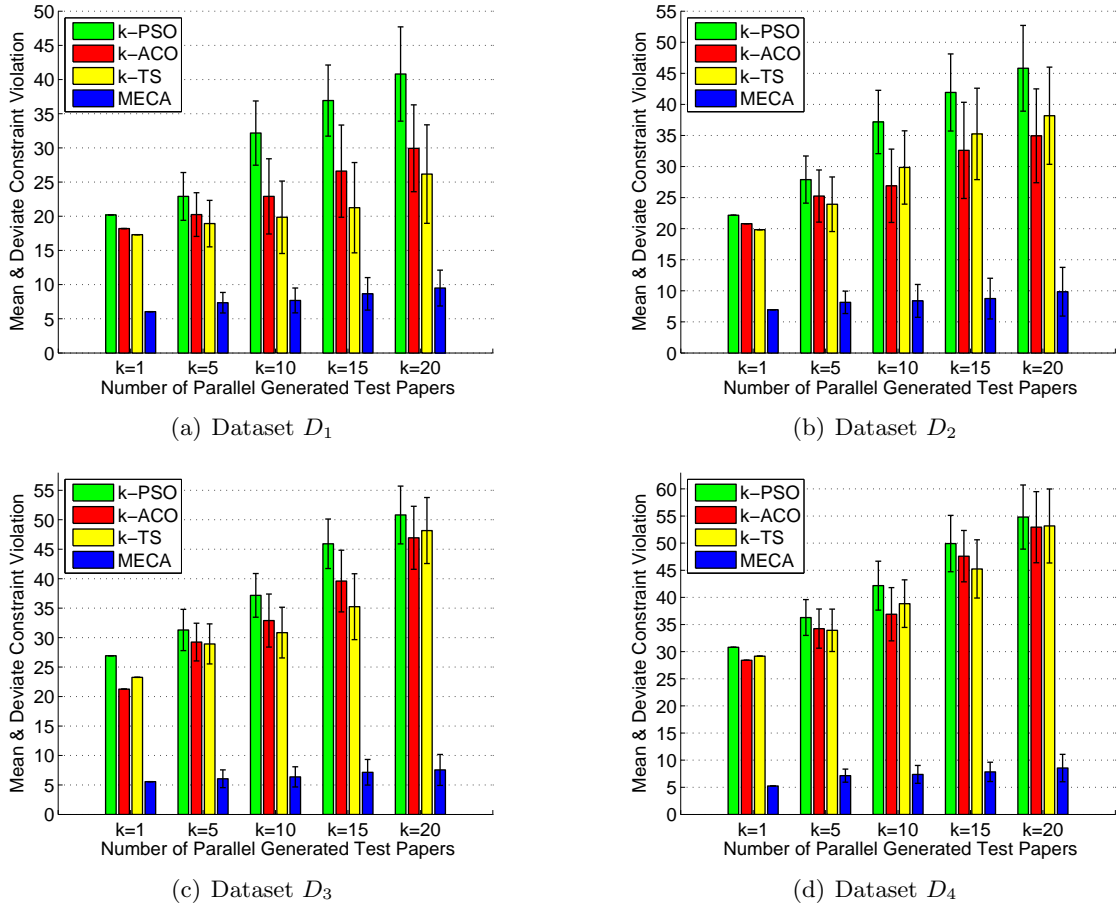 Mean & Deviate Constraint Violation
50
45
40
35
30
25
20
15
10
5
0
k−PSO
k−ACO
k−TS
MECA
k=1 k=5 k=10 k=15 k=20
Number of Parallel Generated Test Papers
(a) Dataset D1
Mean & Deviate Constraint Violation
55
50
45
40
35
30
25
20
15
10
5
0
k−PSO
k−ACO
k−TS
MECA
k=1 k=5 k=10 k=15 k=20
Number of Parallel Generated Test Papers
(b) Dataset D2
Mean & Deviate Constraint Violation
55
50
45
40
35
30
25
20
15
10
5
0
k−PSO
k−ACO
k−TS
MECA
k=1 k=5 k=10 k=15 k=20
Number of Parallel Generated Test Papers
(c) Dataset D3
Mean & Deviate Constraint Violation
60
55
50
45
40
35
30
25
20
15
10
5
0
k−PSO
k−ACO
k−TS
MECA
k=1 k=5 k=10 k=15 k=20
Number of Parallel Generated Test Papers
(d) Dataset D4